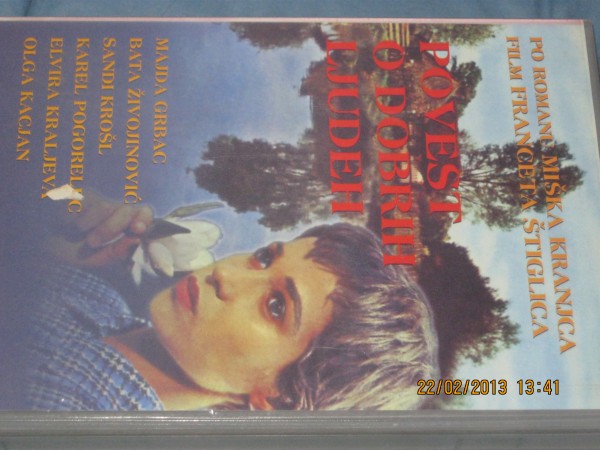 PO ROMANU MIŠKA KRANJCA
FILM FRANCETA ŠTIGLICA
POVEST
O DOBRIH
LJUDEH
MAJDA GRBAC
BATA ŽIVOJINOVIĆ
SANDI KROŠL
KAREL POGORELEC
ELVIRA KRALJEVA
OLGA KACJAN
22/02/2013 13:41